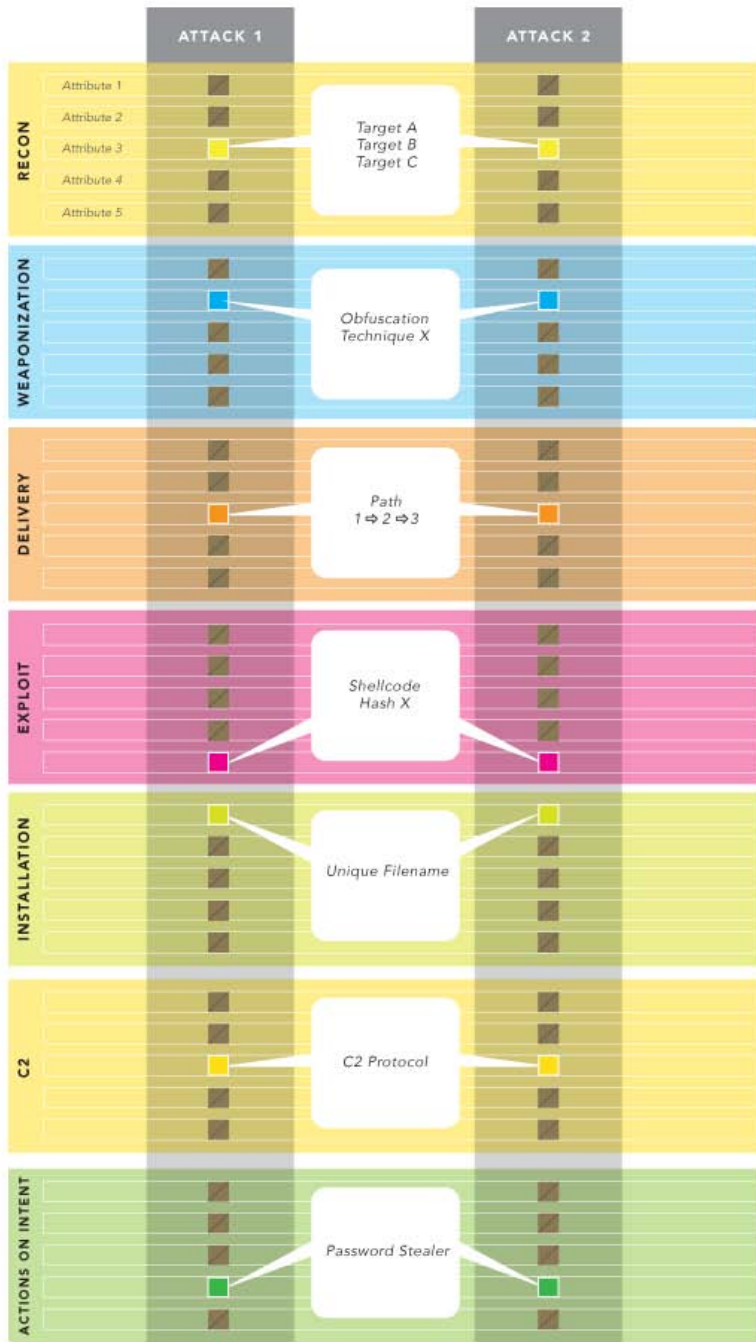 ATTACK 1
ATTACK 2
RECON
Attribute 1
Attribute 2
Attribute 3
Attribute 4
Attribute 5
Target A
Target B
Target C
WEAPONIZATION
Obfuscation
Technique X
DELIVERY
Path
1 ⇨ 2 ⇨ 3
EXPLOIT
Shellcode
Hash X
INSTALLATION
Unique Filename
C2
C2 Protocol
ACTIONS ON INTENT
Password Stealer